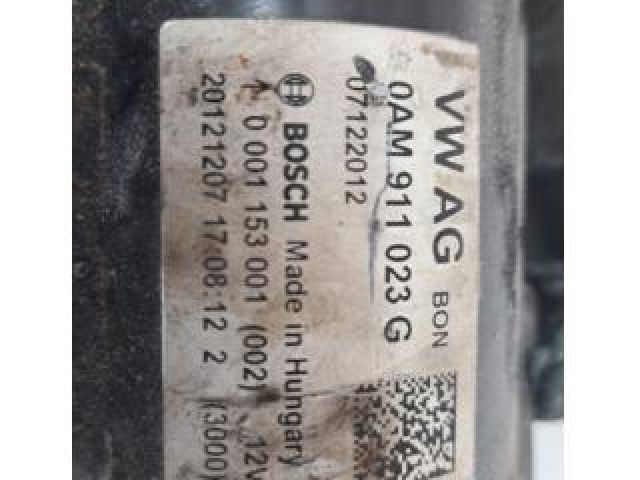 VW AG BON
0AM 911 023 G
07122012
BOSCH Made in Hungary
0 001 153 001 (002) 12V
20121207 17:08:12 2 (3000)